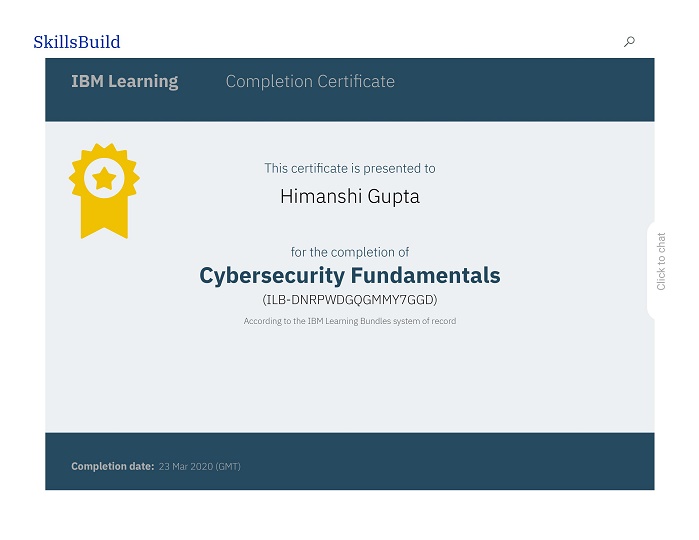 SkillsBuild
IBM Learning Completion Certificate
This certificate is presented to
Himanshi Gupta
for the completion of
Cybersecurity Fundamentals
(ILB-DNRPWDGQGMMY7GGD)
According to the IBM Learning Bundles system of record
Click to chat
Completion date: 23 Mar 2020 (GMT)